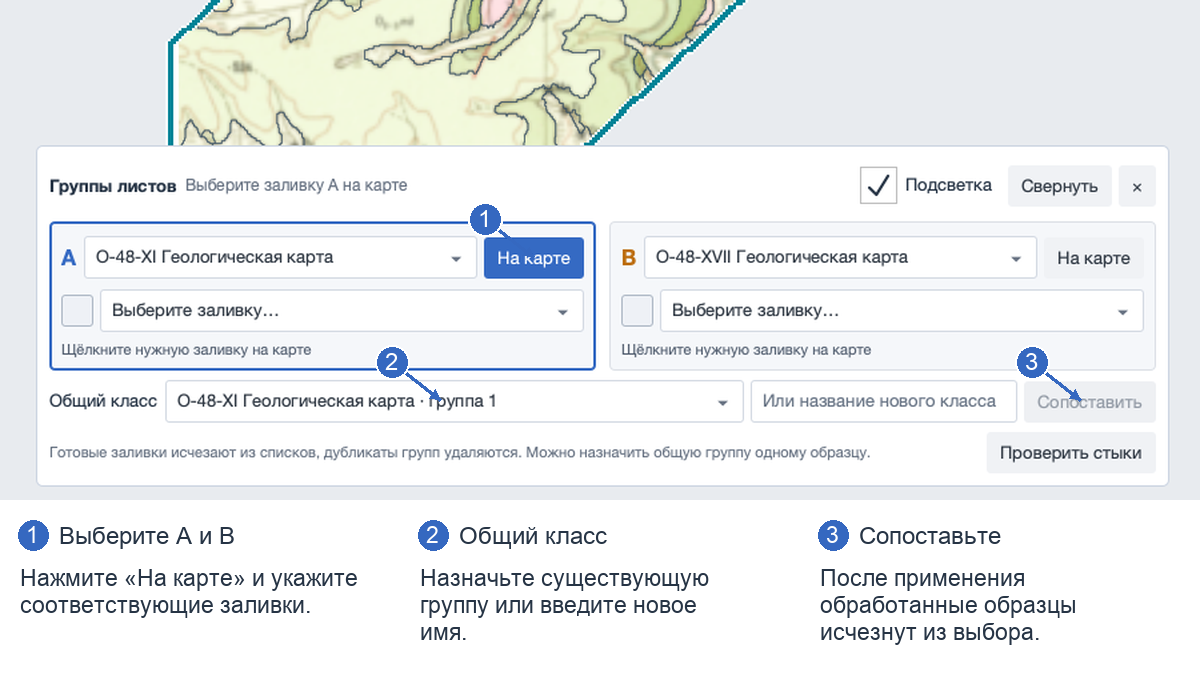 Группы листов Выберите заливку А на карте
Подсветка Свернуть ×
1
А О-48-XI Геологическая карта На карте
В О-48-XVII Геологическая карта На карте
Выберите заливку...
Выберите заливку...
Щёлкните нужную заливку на карте
Щёлкните нужную заливку на карте
2
3
Общий класс О-48-XI Геологическая карта · группа 1 Или название нового класса Сопоставить
Готовые заливки исчезают из списков, дубликаты групп удаляются. Можно назначить общую группу одному образцу.
Проверить стыки
1 Выберите А и В
Нажмите «На карте» и укажите
соответствующие заливки.
2 Общий класс
Назначьте существующую
группу или введите новое
имя.
3 Сопоставьте
После применения
обработанные образцы
исчезнут из выбора.